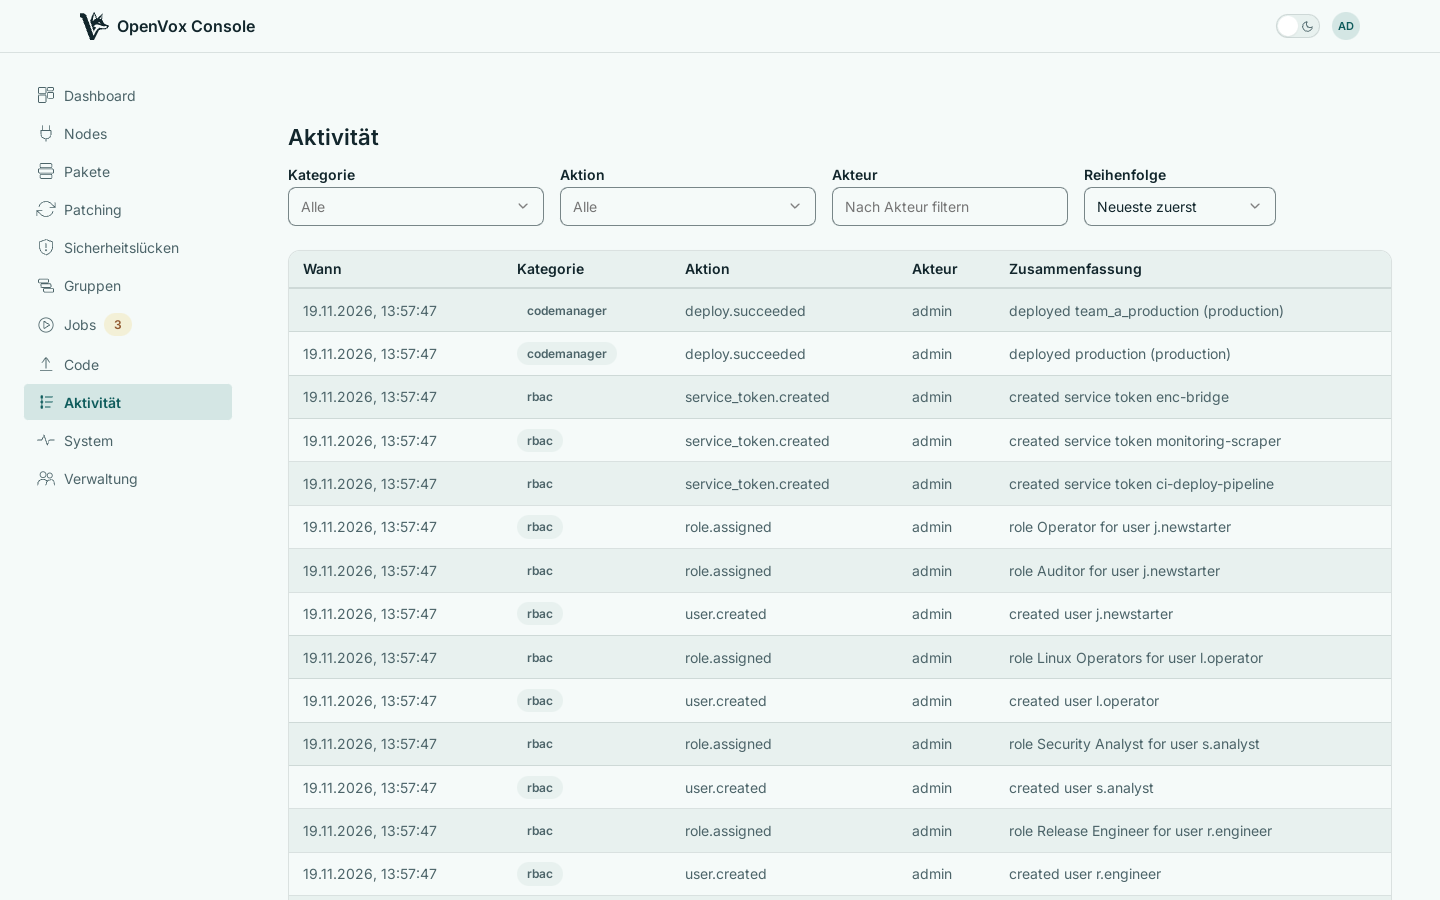 OpenVox Console
AD
Dashboard
Nodes
Pakete
Patching
Sicherheitslücken
Gruppen
Jobs 3
Code
Aktivität
System
Verwaltung
Aktivität
Kategorie Aktion Akteur Reihenfolge
Alle Alle Nach Akteur filtern Neueste zuerst
Wann Kategorie Aktion Akteur Zusammenfassung
19.11.2026, 13:57:47 codemanager deploy.succeeded admin deployed team_a_production (production)
19.11.2026, 13:57:47 codemanager deploy.succeeded admin deployed production (production)
19.11.2026, 13:57:47 rbac service_token.created admin created service token enc-bridge
19.11.2026, 13:57:47 rbac service_token.created admin created service token monitoring-scraper
19.11.2026, 13:57:47 rbac service_token.created admin created service token ci-deploy-pipeline
19.11.2026, 13:57:47 rbac role.assigned admin role Operator for user j.newstarter
19.11.2026, 13:57:47 rbac role.assigned admin role Auditor for user j.newstarter
19.11.2026, 13:57:47 rbac user.created admin created user j.newstarter
19.11.2026, 13:57:47 rbac role.assigned admin role Linux Operators for user l.operator
19.11.2026, 13:57:47 rbac user.created admin created user l.operator
19.11.2026, 13:57:47 rbac role.assigned admin role Security Analyst for user s.analyst
19.11.2026, 13:57:47 rbac user.created admin created user s.analyst
19.11.2026, 13:57:47 rbac role.assigned admin role Release Engineer for user r.engineer
19.11.2026, 13:57:47 rbac user.created admin created user r.engineer